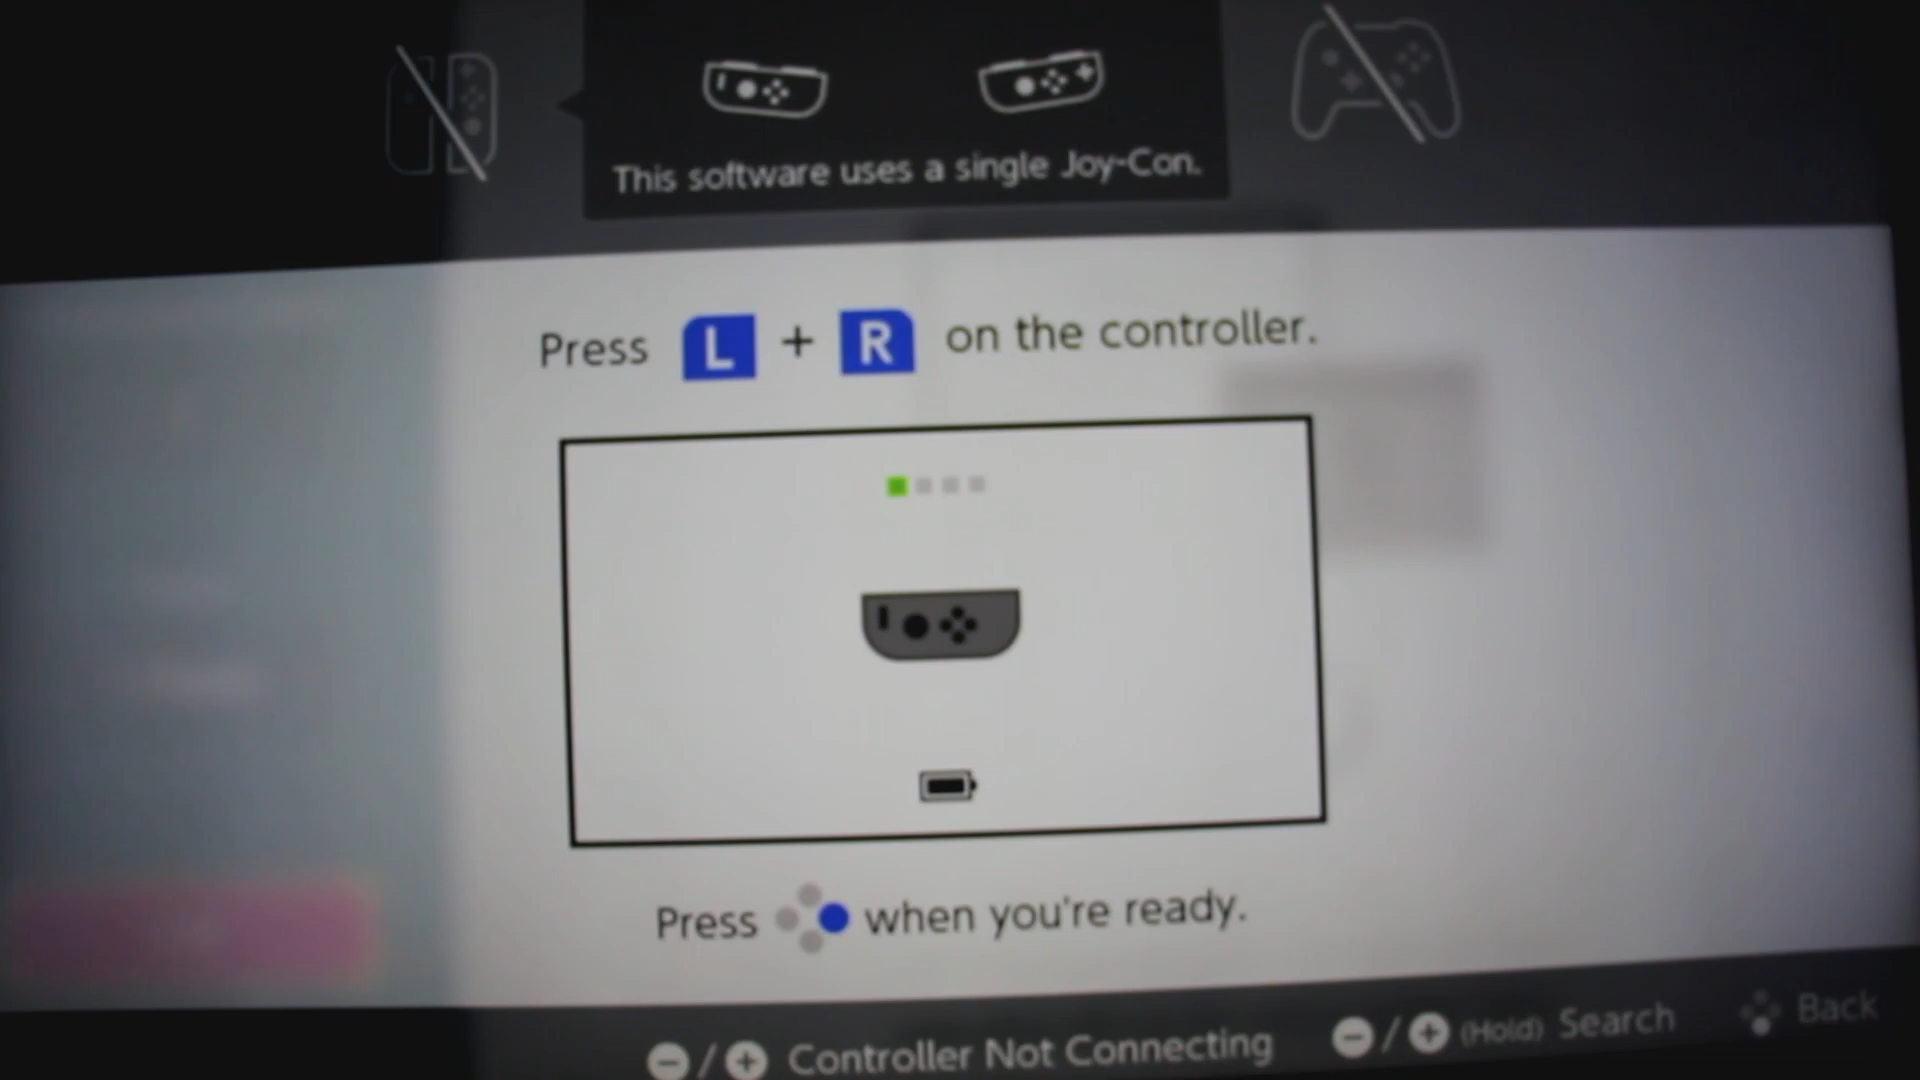 This software uses a single Joy-Con.
Press L + R on the controller.
Press when you're ready.
-/+ Controller Not Connecting -/+ (Hold) Search Back